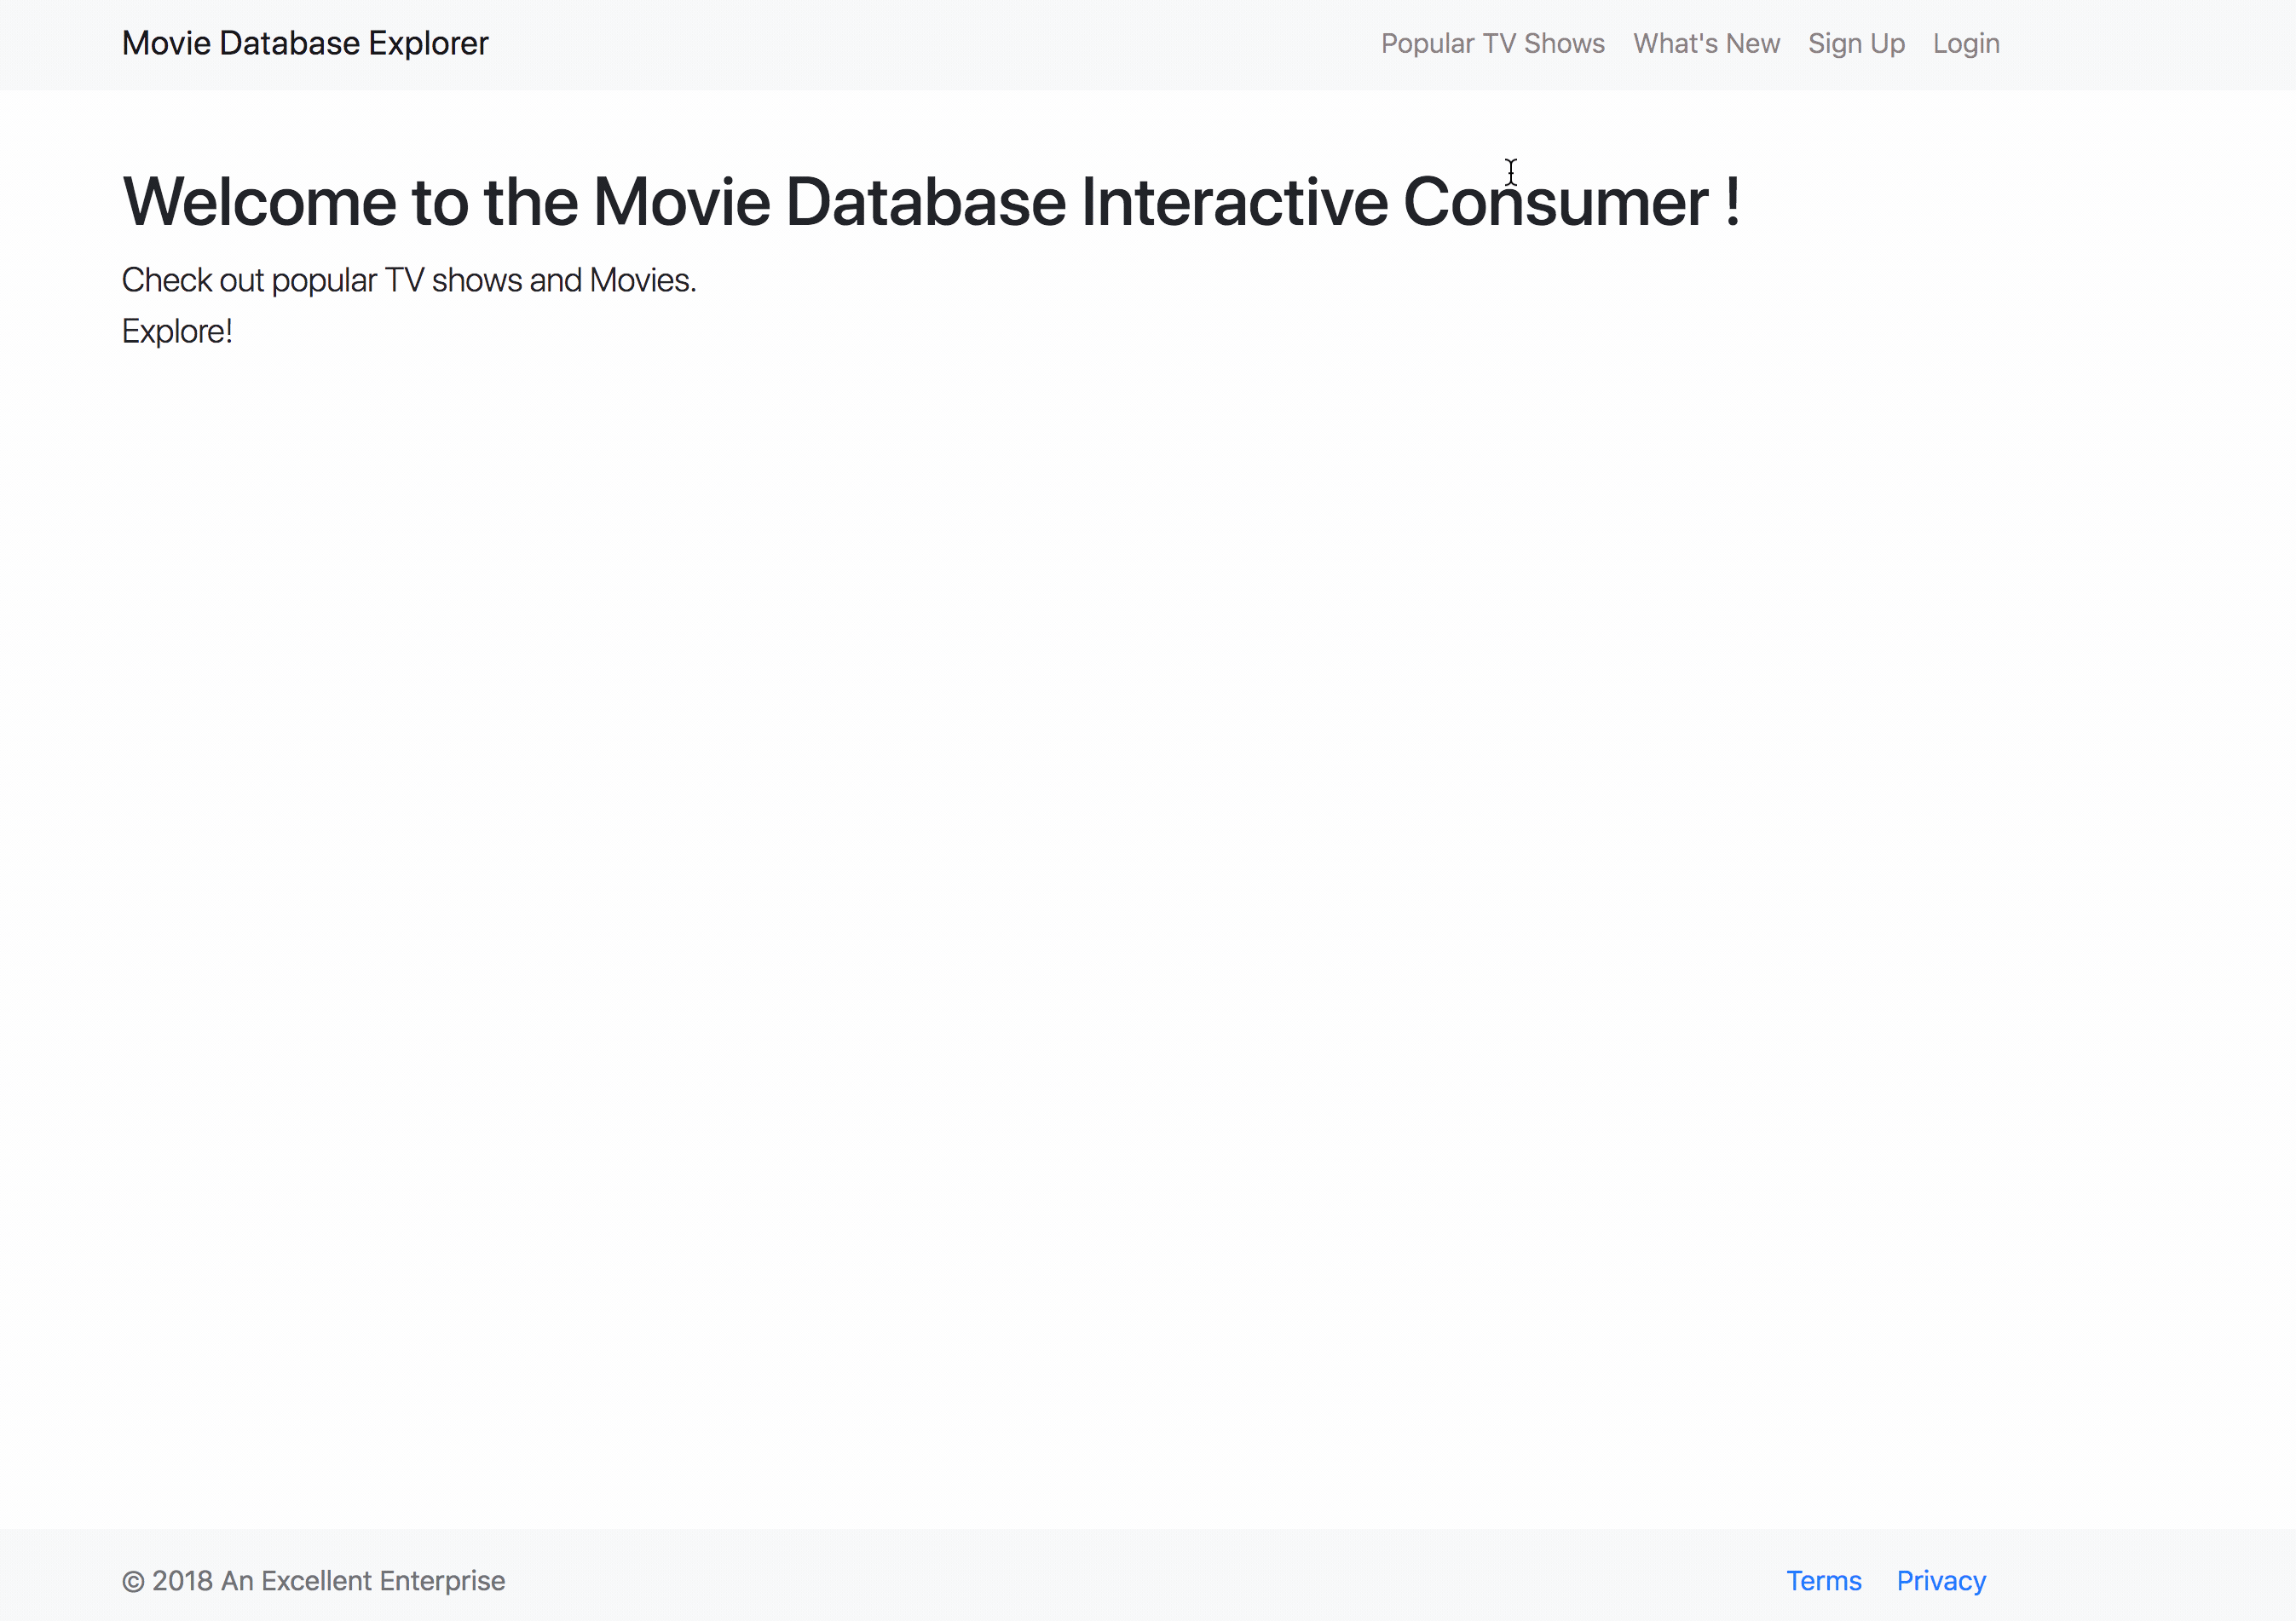 Movie Database Explorer Popular TV Shows What's New Sign Up Login
Welcome to the Movie Database Interactive Consumer !
Check out popular TV shows and Movies.
Explore!
© 2018 An Excellent Enterprise Terms Privacy